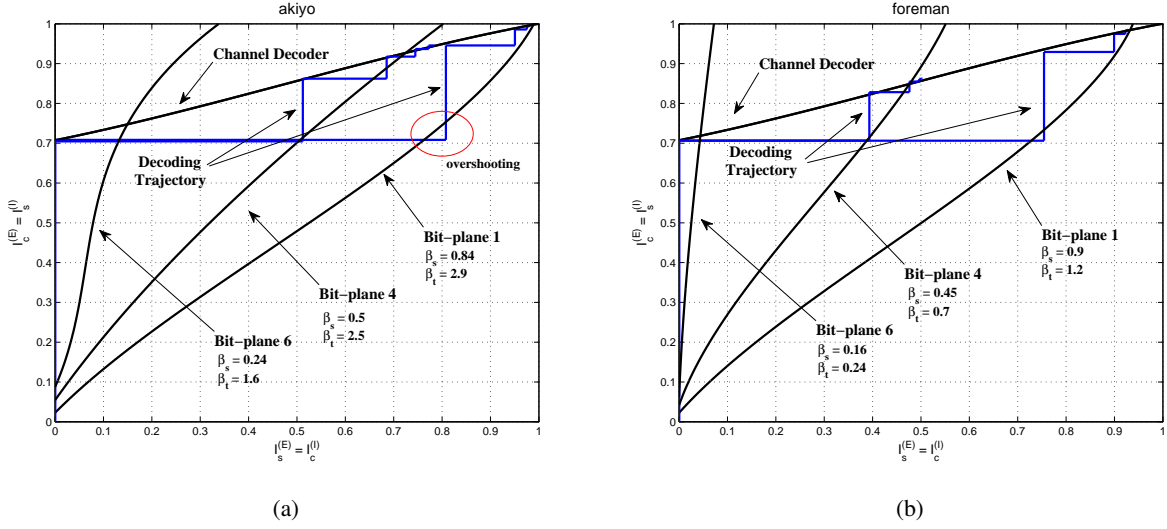 akiyo
1
0.9
0.8
0.7
0.6
0.5
0.4
0.3
0.2
0.1
0
0 0.1 0.2 0.3 0.4 0.5 0.6 0.7 0.8 0.9 1
I_c^(E) = I_s^(I)
I_s^(E) = I_c^(I)
Channel Decoder
Decoding
Trajectory
overshooting
Bit−plane 1
β_s = 0.84
β_t = 2.9
Bit−plane 4
β_s = 0.5
β_t = 2.5
Bit−plane 6
β_s = 0.24
β_t = 1.6
(a)
foreman
1
0.9
0.8
0.7
0.6
0.5
0.4
0.3
0.2
0.1
0
0 0.1 0.2 0.3 0.4 0.5 0.6 0.7 0.8 0.9 1
I_c^(E) = I_s^(I)
I_s^(E) = I_c^(I)
Channel Decoder
Decoding
Trajectory
Bit−plane 1
β_s = 0.9
β_t = 1.2
Bit−plane 4
β_s = 0.45
β_t = 0.7
Bit−plane 6
β_s = 0.16
β_t = 0.24
(b)